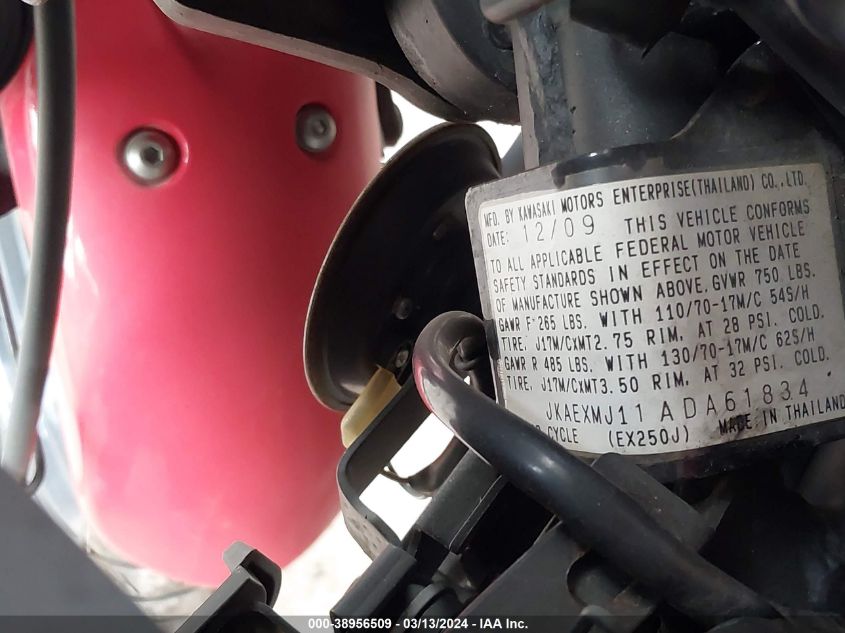 MFD. BY KAWASAKI MOTORS ENTERPRISE(THAILAND) CO.,LTD.
DATE: 12/09 THIS VEHICLE CONFORMS
TO ALL APPLICABLE FEDERAL MOTOR VEHICLE
SAFETY STANDARDS IN EFFECT ON THE DATE
OF MANUFACTURE SHOWN ABOVE. GVWR 750 LBS.
GAWR F 265 LBS. WITH 110/70-17M/C 54S/H
TIRE, J17M/CxMT2.75 RIM, AT 28 PSI. COLD.
GAWR R 485 LBS. WITH 130/70-17M/C 62S/H
TIRE, J17M/CxMT3.50 RIM, AT 32 PSI. COLD.
JKAEXMJ11ADA61834
CYCLE (EX250J) MADE IN THAILAND
000-38956509 - 03/13/2024 - IAA Inc.